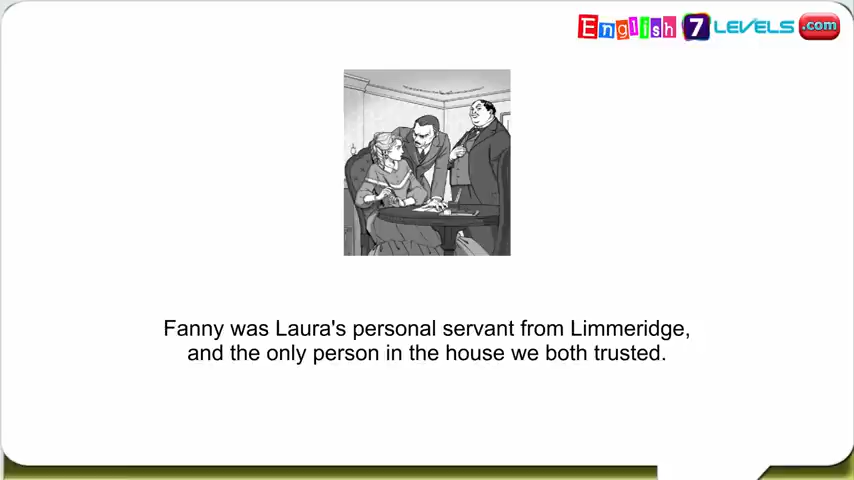 English 7 LEVELS .com
Fanny was Laura's personal servant from Limmeridge,
and the only person in the house we both trusted.